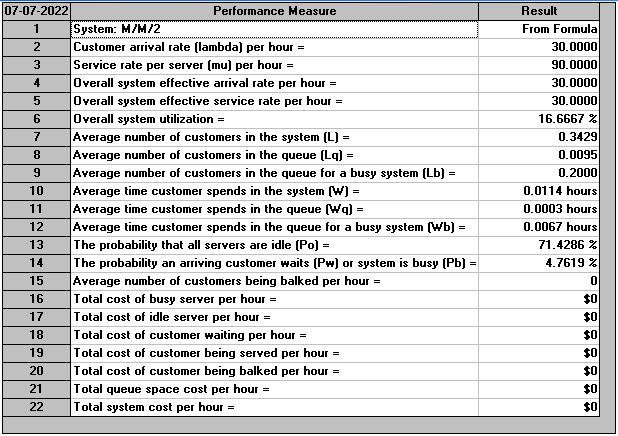 07-07-2022 Performance Measure Result
1 System: M/M/2 From Formula
2 Customer arrival rate (lambda) per hour = 30.0000
3 Service rate per server (mu) per hour = 90.0000
4 Overall system effective arrival rate per hour = 30.0000
5 Overall system effective service rate per hour = 30.0000
6 Overall system utilization = 16.6667 %
7 Average number of customers in the system (L) = 0.3429
8 Average number of customers in the queue (Lq) = 0.0095
9 Average number of customers in the queue for a busy system (Lb) = 0.2000
10 Average time customer spends in the system (W) = 0.0114 hours
11 Average time customer spends in the queue (Wq) = 0.0003 hours
12 Average time customer spends in the queue for a busy system (Wb) = 0.0067 hours
13 The probability that all servers are idle (Po) = 71.4286 %
14 The probability an arriving customer waits (Pw) or system is busy (Pb) = 4.7619 %
15 Average number of customers being balked per hour = 0
16 Total cost of busy server per hour = $0
17 Total cost of idle server per hour = $0
18 Total cost of customer waiting per hour = $0
19 Total cost of customer being served per hour = $0
20 Total cost of customer being balked per hour = $0
21 Total queue space cost per hour = $0
22 Total system cost per hour = $0